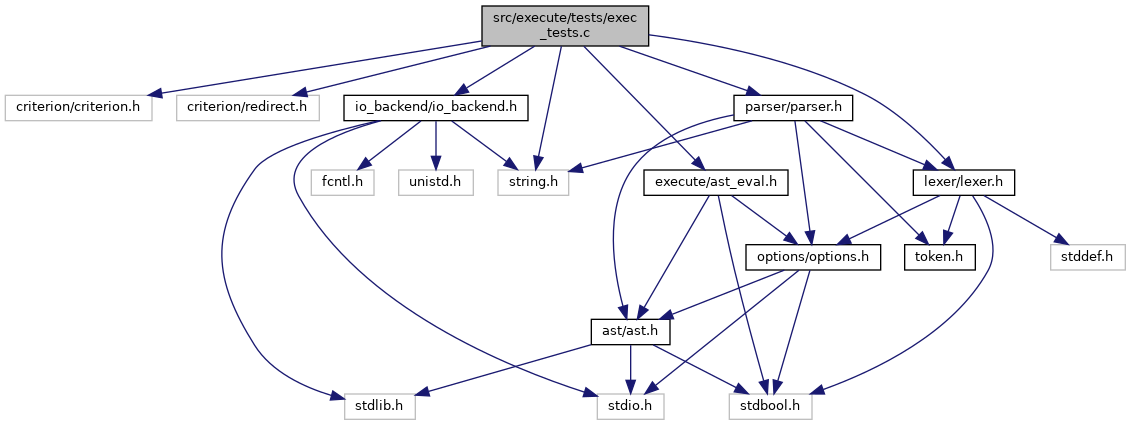 src/execute/tests/exec
_tests.c
criterion/criterion.h
criterion/redirect.h
io_backend/io_backend.h
parser/parser.h
fcntl.h
unistd.h
string.h
execute/ast_eval.h
lexer/lexer.h
options/options.h
token.h
stddef.h
ast/ast.h
stdlib.h
stdio.h
stdbool.h